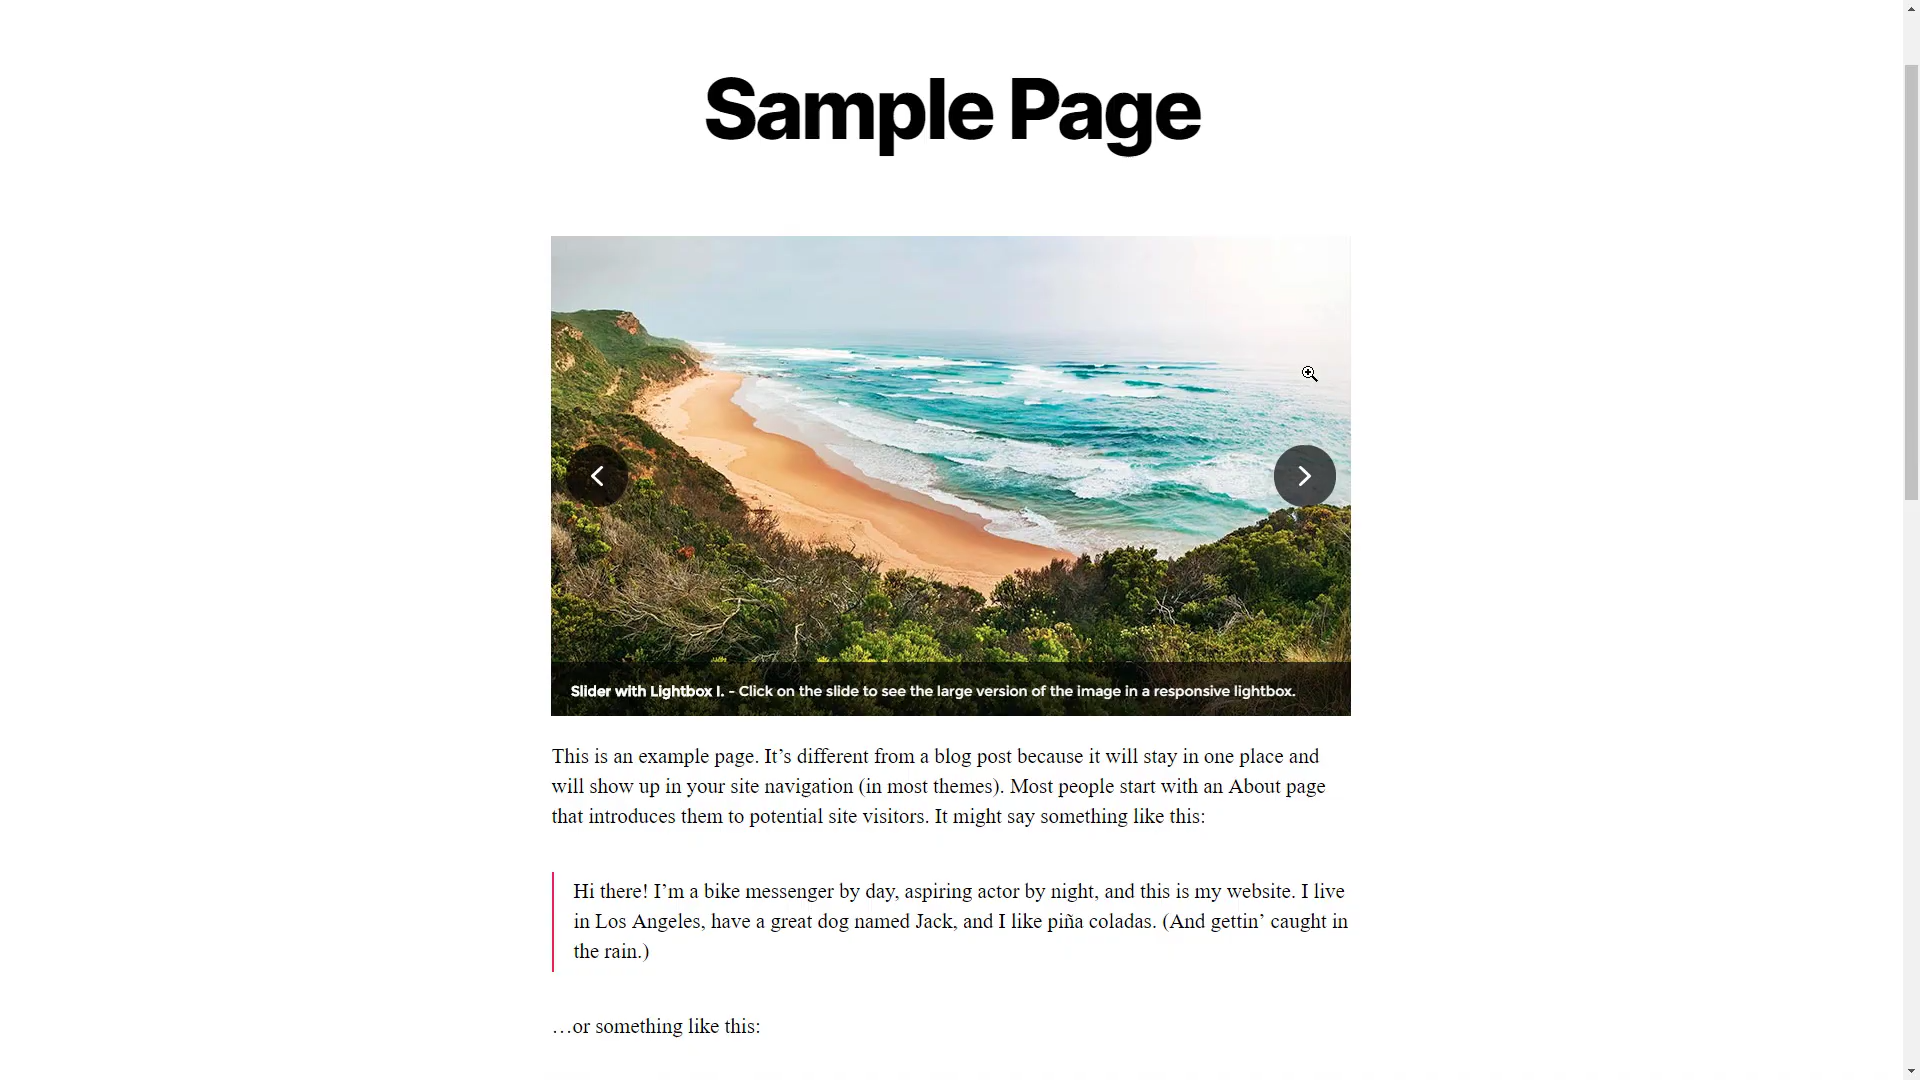 Sample Page
Slider with Lightbox I. - Click on the slide to see the large version of the image in a responsive lightbox.
This is an example page. It’s different from a blog post because it will stay in one place and
will show up in your site navigation (in most themes). Most people start with an About page
that introduces them to potential site visitors. It might say something like this:
Hi there! I’m a bike messenger by day, aspiring actor by night, and this is my website. I live
in Los Angeles, have a great dog named Jack, and I like piña coladas. (And gettin’ caught in
the rain.)
…or something like this: